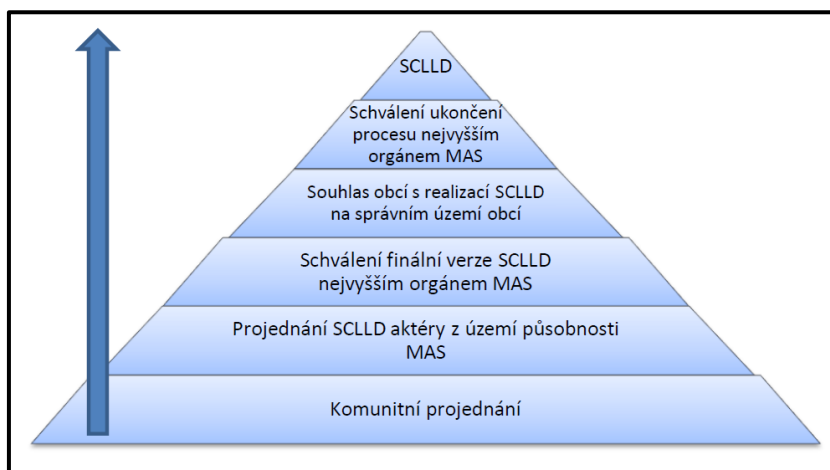 SCLLD
Schválení ukončení
procesu nejvyšším
orgánem MAS
Souhlas obcí s realizací SCLLD
na správním území obcí
Schválení finální verze SCLLD
nejvyšším orgánem MAS
Projednání SCLLD aktéry z území působnosti
MAS
Komunitní projednání